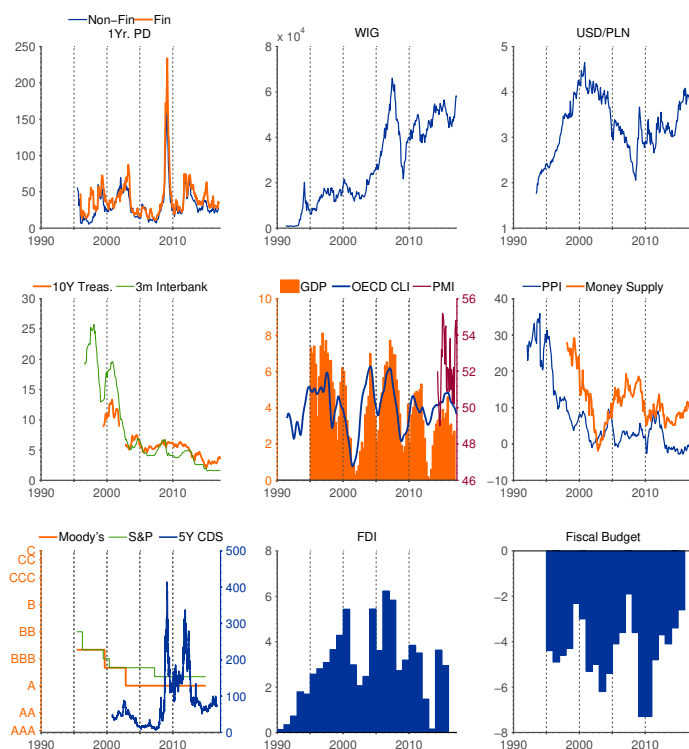 Non-Fin Fin
1Yr. PD
250
200
150
100
50
0
1990 2000 2010
WIG
x 10^4
8
6
4
2
0
1990 2000 2010
USD/PLN
5
4
3
2
1
1990 2000 2010
10Y Treas. 3m Interbank
30
25
20
15
10
5
0
1990 2000 2010
GDP OECD CLI PMI
10 56
8 54
6 52
4 50
2 48
0 46
1990 2000 2010
PPI Money Supply
40
30
20
10
0
−10
1990 2000 2010
Moody's S&P 5Y CDS
C 500
CC
CCC 400
B 300
BB
BBB 200
A 100
AA
AAA 0
1990 2000 2010
FDI
8
6
4
2
0
1990 2000 2010
Fiscal Budget
0
−2
−4
−6
−8
1990 2000 2010